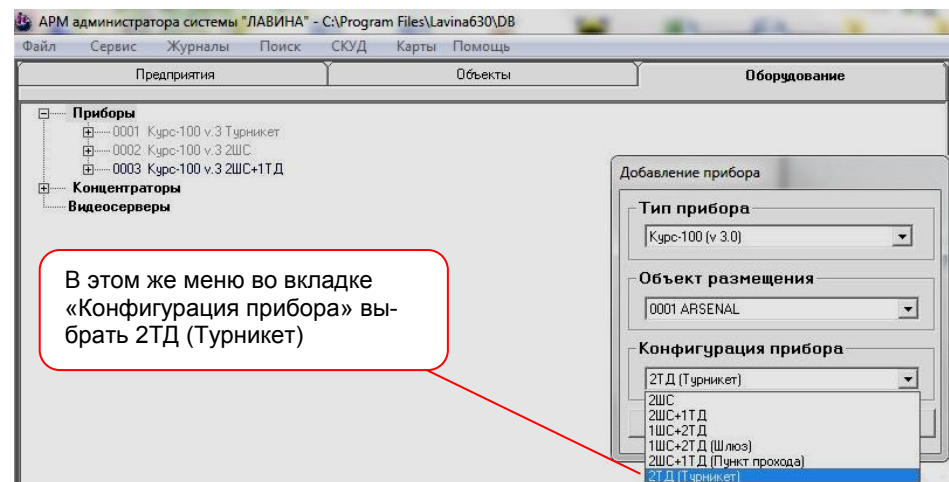 АРМ администратора системы "ЛАВИНА" - C:\Program Files\Lavina630\DB
Файл Сервис Журналы Поиск СКУД Карты Помощь
Предприятия Объекты Оборудование
Приборы
0001 Курс-100 v.3 Турникет
0002 Курс-100 v.3 2ШС
0003 Курс-100 v.3 2ШС+1ТД
Концентраторы
Видеосерверы
В этом же меню во вкладке
«Конфигурация прибора» вы-
брать 2ТД (Турникет)
Добавление прибора
Тип прибора
Курс-100 (v 3.0)
Объект размещения
0001 ARSENAL
Конфигурация прибора
2ТД (Турникет)
2ШС
2ШС+1ТД
1ШС+2ТД
1ШС+2ТД (Шлюз)
2ШС+1ТД (Пункт прохода)
2ТД (Турникет)